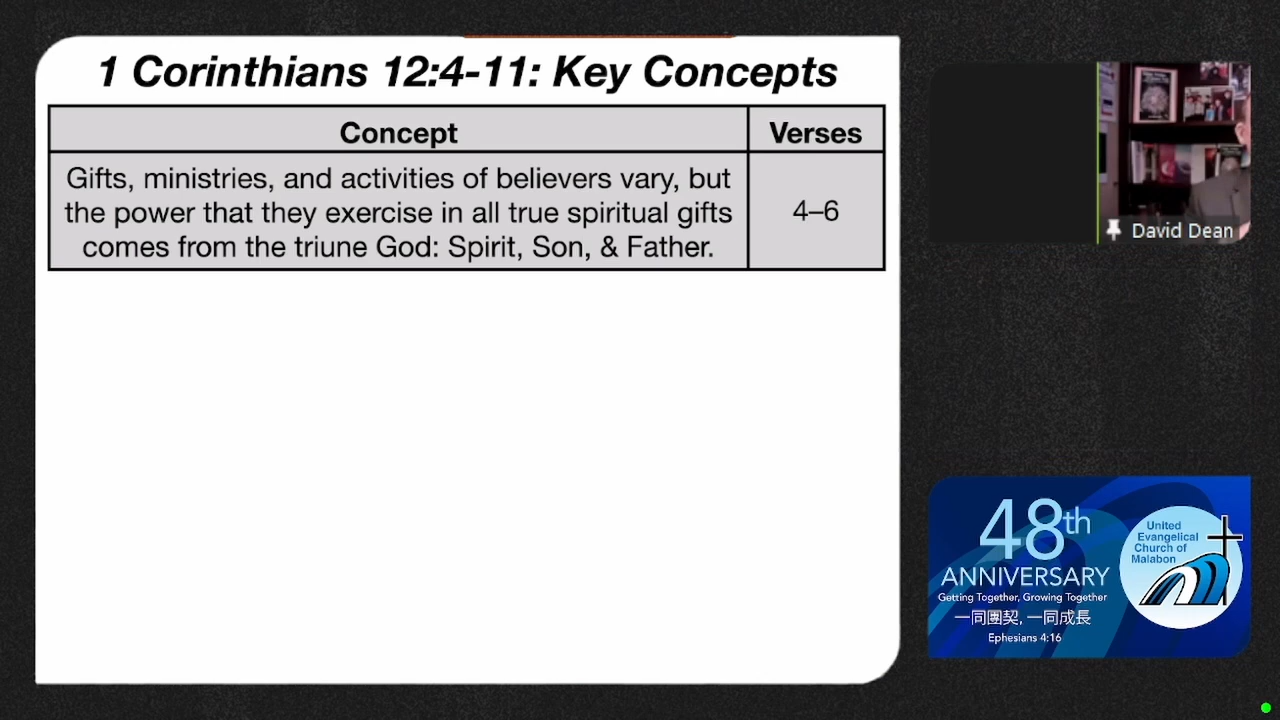 1 Corinthians 12:4-11: Key Concepts
Concept
Verses
Gifts, ministries, and activities of believers vary, but
the power that they exercise in all true spiritual gifts
comes from the triune God: Spirit, Son, & Father.
4–6
David Dean
48th
ANNIVERSARY
Getting Together, Growing Together
一同團契, 一同成長
Ephesians 4:16
United
Evangelical
Church of
Malabon